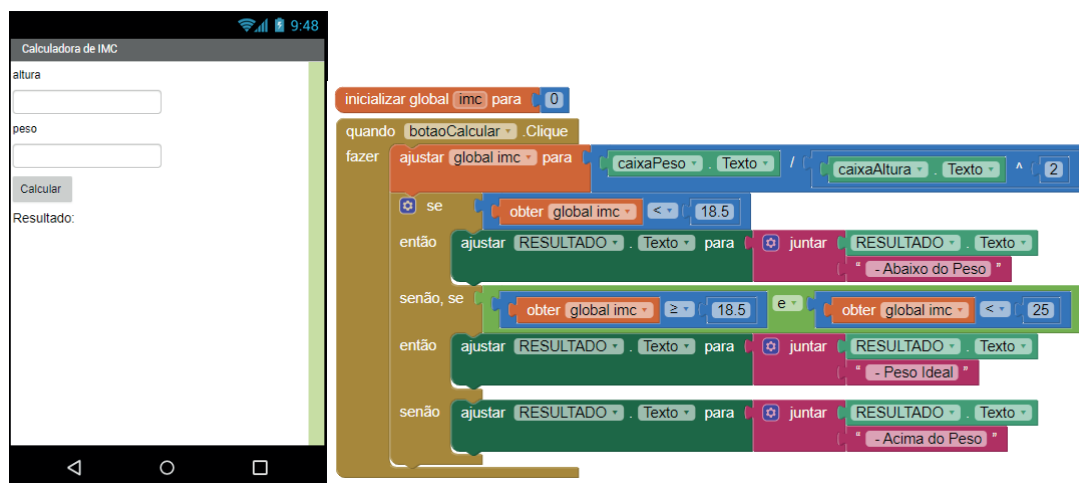 9:48
Calculadora de IMC
altura
peso
Calcular
Resultado:
inicializar global imc para 0
quando botaoCalcular .Clique
fazer ajustar global imc para caixaPeso . Texto / caixaAltura . Texto ^ 2
se obter global imc < 18.5
então ajustar RESULTADO . Texto para juntar RESULTADO . Texto
“ - Abaixo do Peso ”
senão, se obter global imc ≥ 18.5 e obter global imc < 25
então ajustar RESULTADO . Texto para juntar RESULTADO . Texto
“ - Peso Ideal ”
senão ajustar RESULTADO . Texto para juntar RESULTADO . Texto
“ - Acima do Peso ”